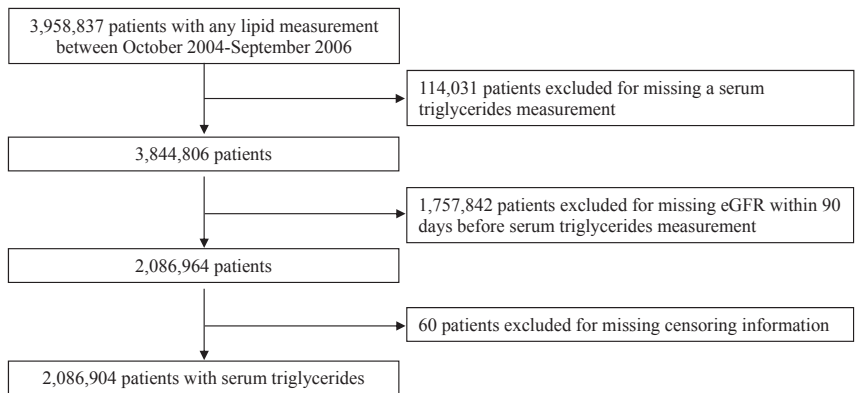 3,958,837 patients with any lipid measurement
between October 2004-September 2006
114,031 patients excluded for missing a serum
triglycerides measurement
3,844,806 patients
1,757,842 patients excluded for missing eGFR within 90
days before serum triglycerides measurement
2,086,964 patients
60 patients excluded for missing censoring information
2,086,904 patients with serum triglycerides